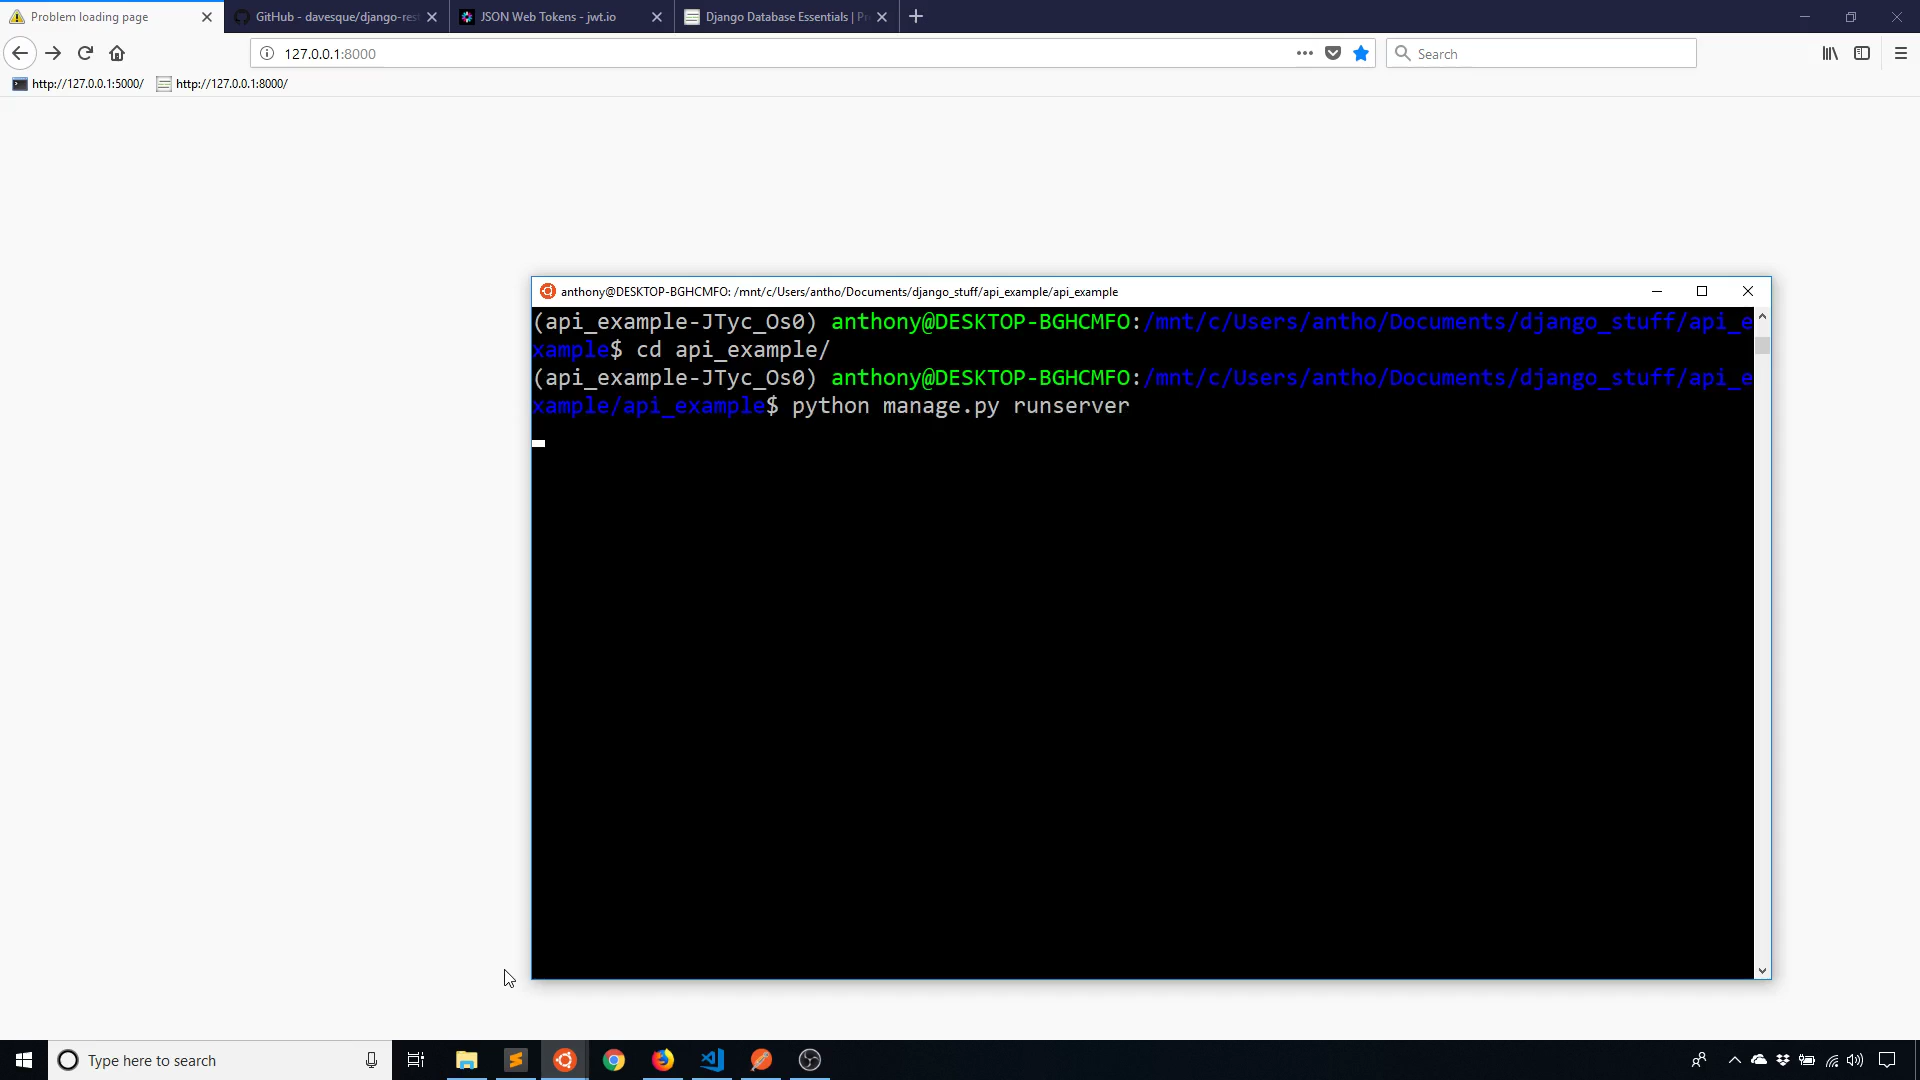 Problem loading page
GitHub - davesque/django-res
JSON Web Tokens - jwt.io
Django Database Essentials | Pr
127.0.0.1:8000
Search
http://127.0.0.1:5000/
http://127.0.0.1:8000/
anthony@DESKTOP-BGHCMFO: /mnt/c/Users/antho/Documents/django_stuff/api_example/api_example
(api_example-JTyc_Os0) anthony@DESKTOP-BGHCMFO:/mnt/c/Users/antho/Documents/django_stuff/api_e
xample$ cd api_example/
(api_example-JTyc_Os0) anthony@DESKTOP-BGHCMFO:/mnt/c/Users/antho/Documents/django_stuff/api_e
xample/api_example$ python manage.py runserver
Type here to search